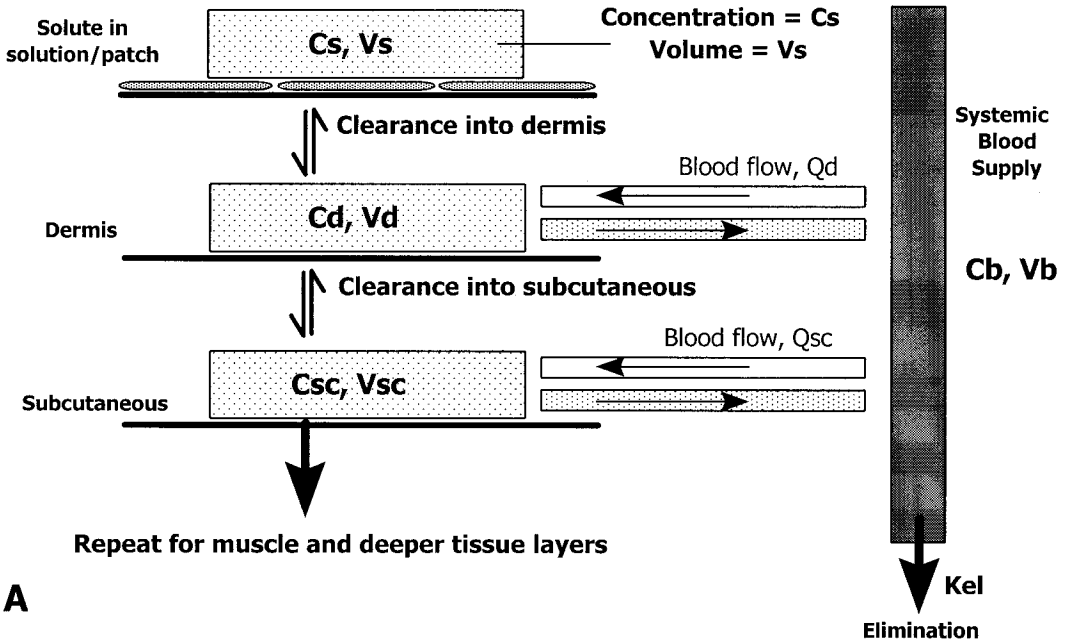 Solute in
solution/patch
Cs, Vs
Concentration = Cs
Volume = Vs
Clearance into dermis
Systemic
Blood
Supply
Blood flow, Qd
Dermis
Cd, Vd
Cb, Vb
Clearance into subcutaneous
Blood flow, Qsc
Subcutaneous
Csc, Vsc
Repeat for muscle and deeper tissue layers
A
Kel
Elimination